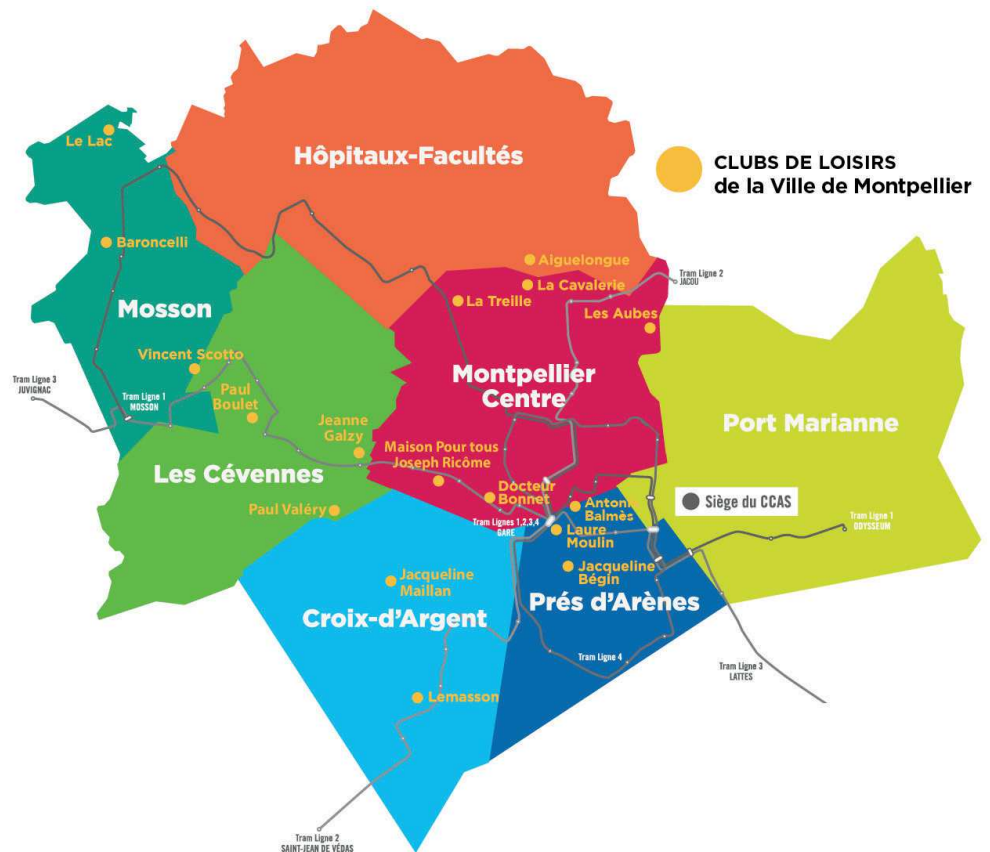 Le Lac
Hôpitaux-Facultés
CLUBS DE LOISIRS
de la Ville de Montpellier
Baroncelli
Aiguelongue
La Cavalerie
Tram Ligne 2
JACOU
La Treille
Mosson
Les Aubes
Vincent Scotto
Montpellier
Centre
Tram Ligne 3
JUVIGNAC
Tram Ligne 1
MOSSON
Paul
Boulet
Jeanne
Galzy
Port Marianne
Maison Pour tous
Joseph Ricôme
Les Cévennes
Docteur
Bonnet
Paul Valéry
Antoni
Balmès
Siège du CCAS
Tram Lignes 1,2,3,4
GARE
Laure
Moulin
Tram Ligne 1
ODYSSEUM
Jacqueline
Maillan
Jacqueline
Bégin
Croix-d'Argent
Prés d'Arènes
Tram Ligne 4
Tram Ligne 3
LATTES
Lemasson
Tram Ligne 2
SAINT-JEAN DE VÉDAS